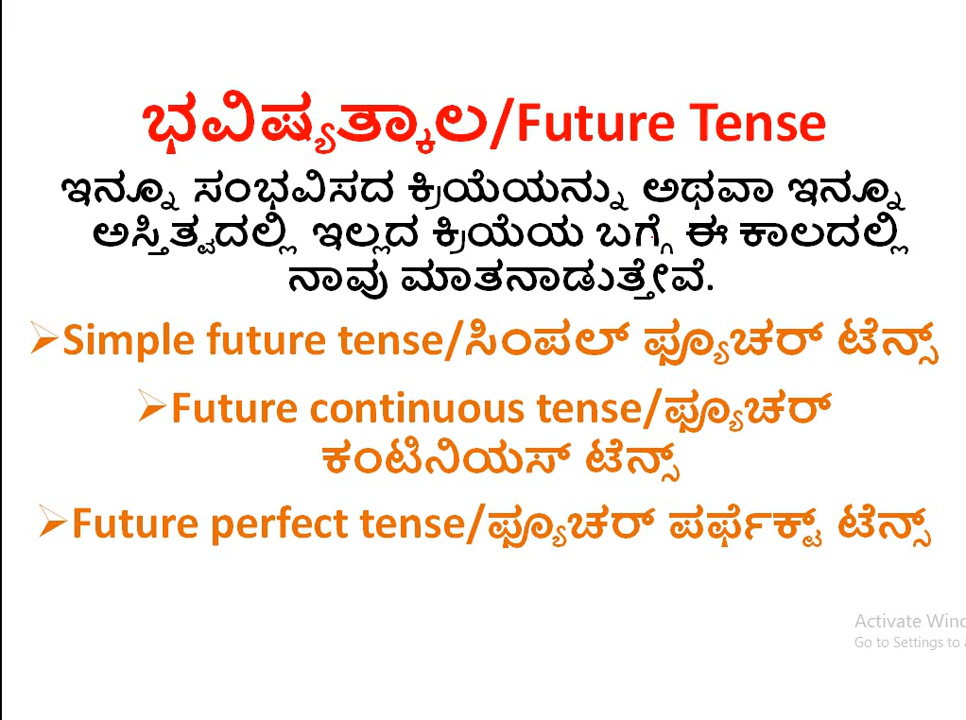 ಭವಿಷ್ಯತ್ಕಾಲ/Future Tense
ಇನ್ನೂ ಸಂಭವಿಸದ ಕ್ರಿಯೆಯನ್ನು ಅಥವಾ ಇನ್ನೂ
ಅಸ್ತಿತ್ವದಲ್ಲಿ ಇಲ್ಲದ ಕ್ರಿಯೆಯ ಬಗ್ಗೆ ಈ ಕಾಲದಲ್ಲಿ
ನಾವು ಮಾತನಾಡುತ್ತೇವೆ.
➢Simple future tense/ಸಿಂಪಲ್ ಫ್ಯೂಚರ್ ಟೆನ್ಸ್
➢Future continuous tense/ಫ್ಯೂಚರ್
ಕಂಟಿನಿಯಸ್ ಟೆನ್ಸ್
➢Future perfect tense/ಫ್ಯೂಚರ್ ಪರ್ಫೆಕ್ಟ್ ಟೆನ್ಸ್
Activate Winc
Go to Settings to